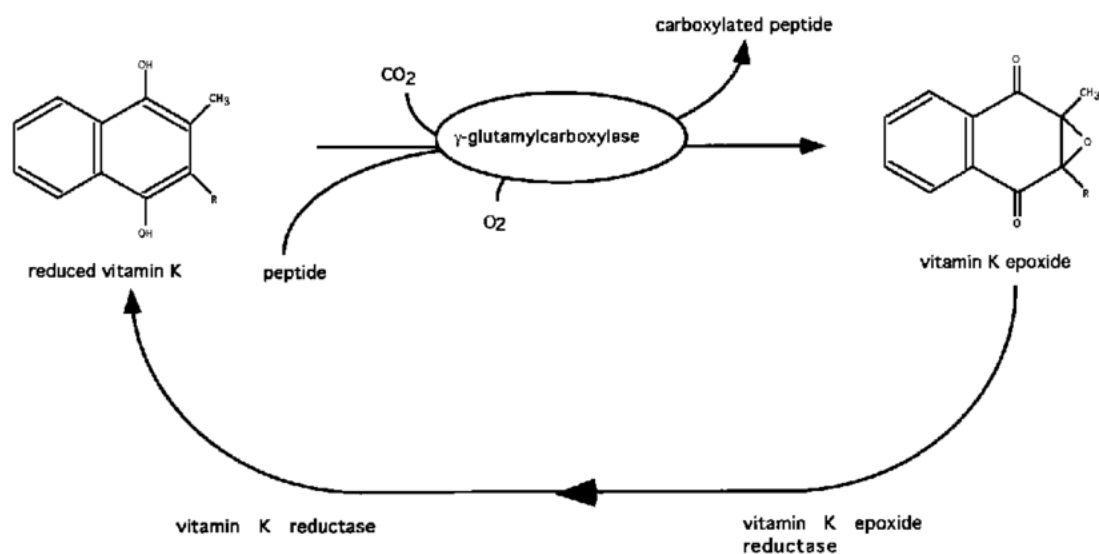 carboxylated peptide
OH
CH3
CO2
γ-glutamylcarboxylase
O
CH3
O
R
O2
R
OH
O
reduced vitamin K
peptide
vitamin K epoxide
vitamin K reductase
vitamin K epoxide
reductase